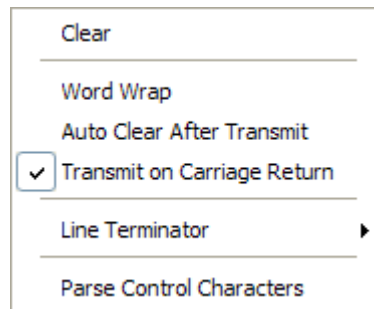 Clear
Word Wrap
Auto Clear After Transmit
Transmit on Carriage Return
Line Terminator
Parse Control Characters